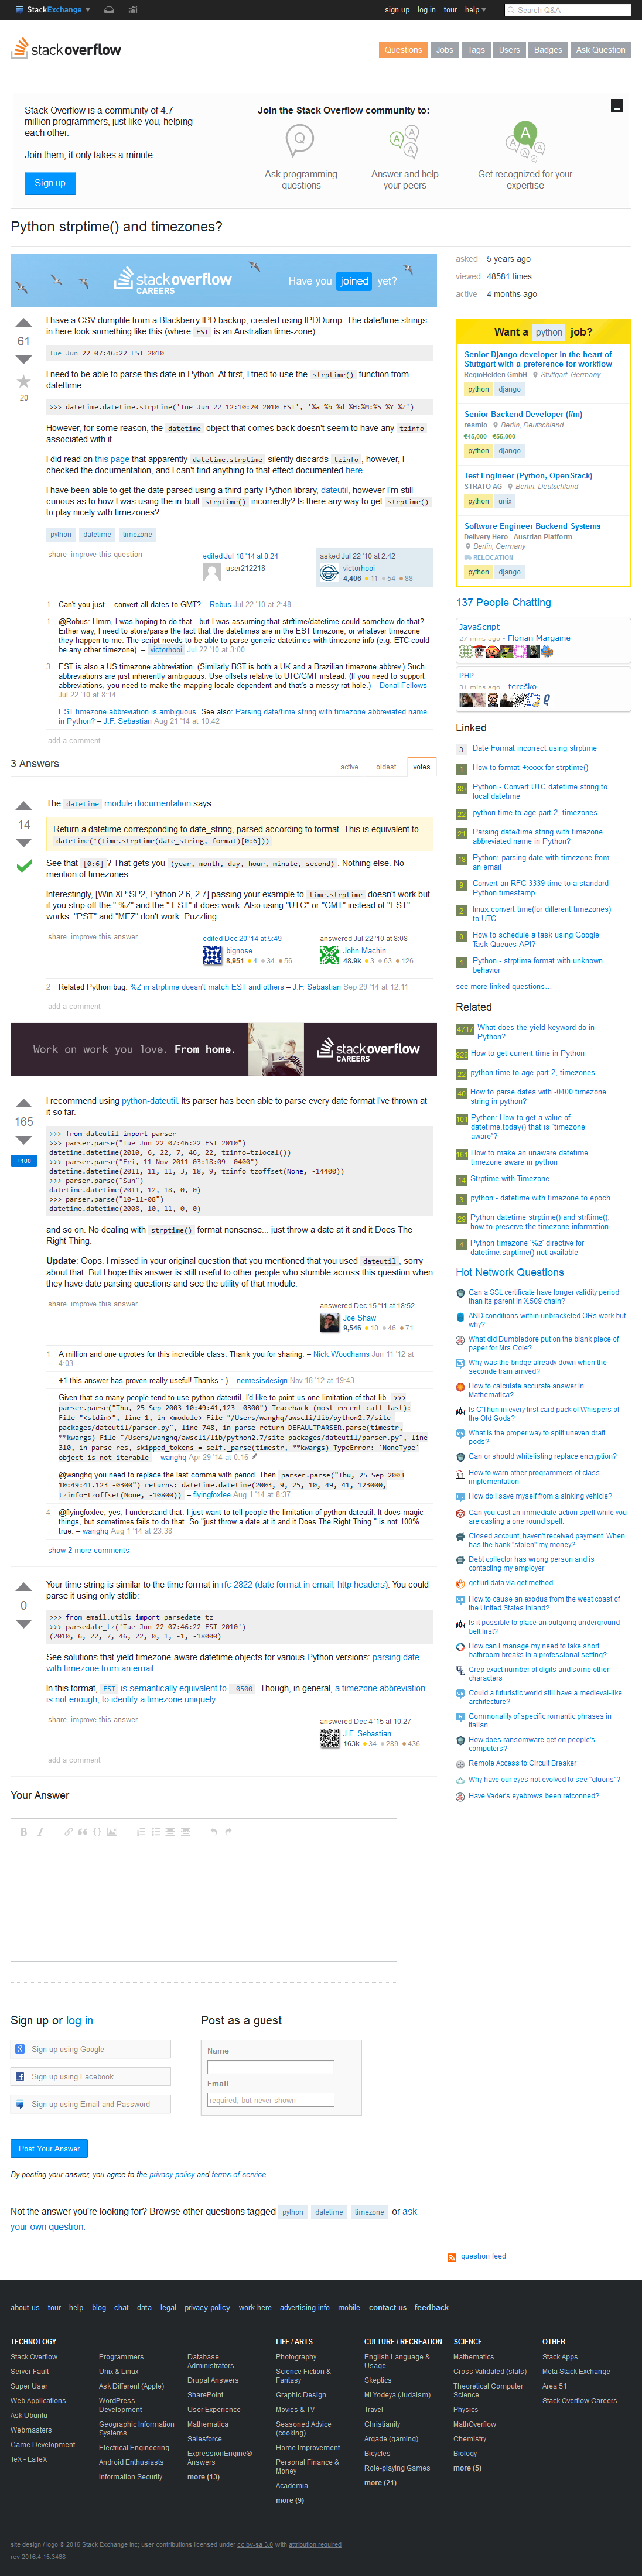 StackExchange
sign up log in tour help
Search Q&A
stackoverflow
Questions Jobs Tags Users Badges Ask Question
Stack Overflow is a community of 4.7
million programmers, just like you, helping
each other.
Join them; it only takes a minute:
Sign up
Join the Stack Overflow community to:
Ask programming
questions
Answer and help
your peers
Get recognized for your
expertise
Python strptime() and timezones?
stackoverflow
CAREERS
Have you joined yet?
61
20
I have a CSV dumpfile from a Blackberry IPD backup, created using IPDDump. The date/time strings
in here look something like this (where EST is an Australian time-zone):
Tue Jun 22 07:46:22 EST 2010
I need to be able to parse this date in Python. At first, I tried to use the strptime() function from
datettime.
>>> datetime.datetime.strptime('Tue Jun 22 12:10:20 2010 EST', '%a %b %d %H:%M:%S %Y %Z')
However, for some reason, the datetime object that comes back doesn't seem to have any tzinfo
associated with it.
I did read on this page that apparently datetime.strptime silently discards tzinfo, however, I
checked the documentation, and I can't find anything to that effect documented here.
I have been able to get the date parsed using a third-party Python library, dateutil, however I'm still
curious as to how I was using the in-built strptime() incorrectly? Is there any way to get strptime()
to play nicely with timezones?
python datetime timezone
share improve this question
edited Jul 18 '14 at 8:24
user212218
asked Jul 22 '10 at 2:42
victorhooi
4,406 11 54 88
1 Can't you just... convert all dates to GMT? – Robus Jul 22 '10 at 2:48
1 @Robus: Hmm, I was hoping to do that - but I was assuming that strftime/datetime could somehow do that?
Either way, I need to store/parse the fact that the datetimes are in the EST timezone, or whatever timezone
they happen to be. The script needs to be able to parse generic datetimes with timezone info (e.g. ETC could
be any other timezone). – victorhooi Jul 22 '10 at 3:00
3 EST is also a US timezone abbreviation. (Similarly BST is both a UK and a Brazilian timezone abbrev.) Such
abbreviations are just inherently ambiguous. Use offsets relative to UTC/GMT instead. (If you need to support
abbreviations, you need to make the mapping locale-dependent and that's a messy rat-hole.) – Donal Fellows
Jul 22 '10 at 8:14
EST timezone abbreviation is ambiguous. See also: Parsing date/time string with timezone abbreviated name
in Python? – J.F. Sebastian Aug 21 '14 at 10:42
add a comment
3 Answers
active oldest votes
14
The datetime module documentation says:
Return a datetime corresponding to date_string, parsed according to format. This is equivalent to
datetime(*(time.strptime(date_string, format)[0:6])).
See that [0:6]? That gets you (year, month, day, hour, minute, second). Nothing else. No
mention of timezones.
Interestingly, [Win XP SP2, Python 2.6, 2.7] passing your example to time.strptime doesn't work but
if you strip off the " %Z" and the " EST" it does work. Also using "UTC" or "GMT" instead of "EST"
works. "PST" and "MEZ" don't work. Puzzling.
share improve this answer
edited Dec 20 '14 at 5:49
bignose
8,951 4 34 56
answered Jul 22 '10 at 8:08
John Machin
48.9k 3 63 126
2 Related Python bug: %Z in strptime doesn't match EST and others – J.F. Sebastian Sep 29 '14 at 12:11
add a comment
Work on work you love. From home.
stackoverflow
CAREERS
165
+100
I recommend using python-dateutil. Its parser has been able to parse every date format I've thrown at
it so far.
>>> from dateutil import parser
>>> parser.parse("Tue Jun 22 07:46:22 EST 2010")
datetime.datetime(2010, 6, 22, 7, 46, 22, tzinfo=tzlocal())
>>> parser.parse("Fri, 11 Nov 2011 03:18:09 -0400")
datetime.datetime(2011, 11, 11, 3, 18, 9, tzinfo=tzoffset(None, -14400))
>>> parser.parse("Sun")
datetime.datetime(2011, 12, 18, 0, 0)
>>> parser.parse("10-11-08")
datetime.datetime(2008, 10, 11, 0, 0)
and so on. No dealing with strptime() format nonsense... just throw a date at it and it Does The
Right Thing.
Update: Oops. I missed in your original question that you mentioned that you used dateutil, sorry
about that. But I hope this answer is still useful to other people who stumble across this question when
they have date parsing questions and see the utility of that module.
share improve this answer
answered Dec 15 '11 at 18:52
Joe Shaw
9,546 10 46 71
1 A million and one upvotes for this incredible class. Thank you for sharing. – Nick Woodhams Jun 11 '12 at
4:03
+1 this answer has proven really useful! Thanks :-) – nemesisdesign Nov 18 '12 at 19:43
Given that so many people tend to use python-dateutil, I'd like to point us one limitation of that lib. >>>
parser.parse("Thu, 25 Sep 2003 10:49:41,123 -0300") Traceback (most recent call last):
File "<stdin>", line 1, in <module> File "/Users/wanghq/awscli/lib/python2.7/site-
packages/dateutil/parser.py", line 748, in parse return DEFAULTPARSER.parse(timestr,
**kwargs) File "/Users/wanghq/awscli/lib/python2.7/site-packages/dateutil/parser.py", line
310, in parse res, skipped_tokens = self._parse(timestr, **kwargs) TypeError: 'NoneType'
object is not iterable – wanghq Apr 29 '14 at 0:16
@wanghq you need to replace the last comma with period. Then parser.parse("Thu, 25 Sep 2003
10:49:41.123 -0300") returns: datetime.datetime(2003, 9, 25, 10, 49, 41, 123000,
tzinfo=tzoffset(None, -10800)) – flyingfoxlee Aug 1 '14 at 8:37
4 @flyingfoxlee, yes, I understand that. I just want to tell people the limitation of python-dateutil. It does magic
things, but sometimes fails to do that. So "just throw a date at it and it Does The Right Thing." is not 100%
true. – wanghq Aug 1 '14 at 23:38
show 2 more comments
0
Your time string is similar to the time format in rfc 2822 (date format in email, http headers). You could
parse it using only stdlib:
>>> from email.utils import parsedate_tz
>>> parsedate_tz('Tue Jun 22 07:46:22 EST 2010')
(2010, 6, 22, 7, 46, 22, 0, 1, -1, -18000)
See solutions that yield timezone-aware datetime objects for various Python versions: parsing date
with timezone from an email.
In this format, EST is semantically equivalent to -0500. Though, in general, a timezone abbreviation
is not enough, to identify a timezone uniquely.
share improve this answer
answered Dec 4 '15 at 10:27
J.F. Sebastian
163k 34 289 436
add a comment
Your Answer
Sign up or log in
Sign up using Google
Sign up using Facebook
Sign up using Email and Password
Post as a guest
Name
Email
required, but never shown
Post Your Answer
By posting your answer, you agree to the privacy policy and terms of service.
Not the answer you're looking for? Browse other questions tagged python datetime timezone or ask
your own question.
asked 5 years ago
viewed 48581 times
active 4 months ago
Want a python job?
Senior Django developer in the heart of
Stuttgart with a preference for workflow
RegioHelden GmbH Stuttgart, Germany
python django
Senior Backend Developer (f/m)
resmio Berlin, Deutschland
€45,000 - €55,000
python django
Test Engineer (Python, OpenStack)
STRATO AG Berlin, Deutschland
python unix
Software Engineer Backend Systems
Delivery Hero - Austrian Platform
Berlin, Germany
RELOCATION
python django
137 People Chatting
JavaScript
27 mins ago - Florian Margaine
PHP
31 mins ago - tereško
Linked
3 Date Format incorrect using strptime
1 How to format +xxxx for strptime()
85 Python - Convert UTC datetime string to
local datetime
22 python time to age part 2, timezones
21 Parsing date/time string with timezone
abbreviated name in Python?
18 Python: parsing date with timezone from
an email
9 Convert an RFC 3339 time to a standard
Python timestamp
2 linux convert time(for different timezones)
to UTC
0 How to schedule a task using Google
Task Queues API?
1 Python - strptime format with unknown
behavior
see more linked questions…
Related
4717 What does the yield keyword do in
Python?
928 How to get current time in Python
22 python time to age part 2, timezones
40 How to parse dates with -0400 timezone
string in python?
101 Python: How to get a value of
datetime.today() that is "timezone
aware"?
161 How to make an unaware datetime
timezone aware in python
14 Strptime with Timezone
3 python - datetime with timezone to epoch
29 Python datetime strptime() and strftime():
how to preserve the timezone information
4 Python timezone '%z' directive for
datetime.strptime() not available
Hot Network Questions
Can a SSL certificate have longer validity period
than its parent in X.509 chain?
AND conditions within unbracketed ORs work but
why?
What did Dumbledore put on the blank piece of
paper for Mrs Cole?
Why was the bridge already down when the
second train arrived?
How to calculate accurate answer in
Mathematica?
Is C'Thun in every first card pack of Whispers of
the Old Gods?
What is the proper way to split uneven draft
pods?
Can or should whitelisting replace encryption?
How to warn other programmers of class
implementation
How do I save myself from a sinking vehicle?
Can you cast an immediate action spell while you
are casting a one round spell.
Closed account, haven't received payment. When
has the bank "stolen" my money?
Debt collector has wrong person and is
contacting my employer
get url data via get method
How to cause an exodus from the west coast of
the United States inland?
Is it possible to place an outgoing underground
belt first?
How can I manage my need to take short
bathroom breaks in a professional setting?
Grep exact number of digits and some other
characters
Could a futuristic world still have a medieval-like
architecture?
Commonality of specific romantic phrases in
Italian
How does ransomware get on people's
computers?
Remote Access to Circuit Breaker
Why have our eyes not evolved to see "gluons"?
Have Vader's eyebrows been retconned?
question feed
about us tour help blog chat data legal privacy policy work here advertising info mobile contact us feedback
TECHNOLOGY
Stack Overflow
Server Fault
Super User
Web Applications
Ask Ubuntu
Webmasters
Game Development
TeX - LaTeX
Programmers
Unix & Linux
Ask Different (Apple)
WordPress
Development
Geographic Information
Systems
Electrical Engineering
Android Enthusiasts
Information Security
Database
Administrators
Drupal Answers
SharePoint
User Experience
Mathematica
Salesforce
ExpressionEngine®
Answers
more (13)
LIFE / ARTS
Photography
Science Fiction &
Fantasy
Graphic Design
Movies & TV
Seasoned Advice
(cooking)
Home Improvement
Personal Finance &
Money
Academia
more (9)
CULTURE / RECREATION
English Language &
Usage
Skeptics
Mi Yodeya (Judaism)
Travel
Christianity
Arqade (gaming)
Bicycles
Role-playing Games
more (21)
SCIENCE
Mathematics
Cross Validated (stats)
Theoretical Computer
Science
Physics
MathOverflow
Chemistry
Biology
more (5)
OTHER
Stack Apps
Meta Stack Exchange
Area 51
Stack Overflow Careers
site design / logo © 2016 Stack Exchange Inc; user contributions licensed under cc by-sa 3.0 with attribution required
rev 2016.4.15.3468